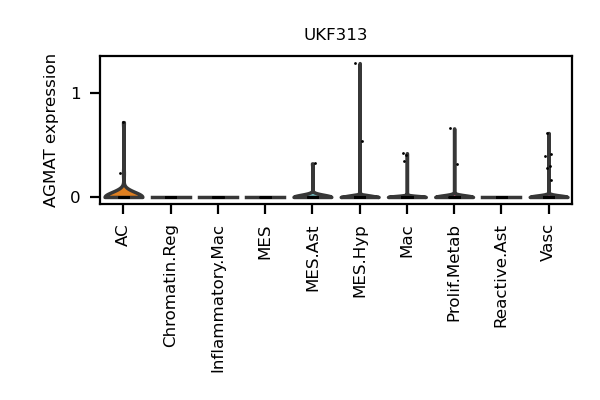 UKF313
AGMAT expression
1
0
AC
Chromatin.Reg
Inflammatory.Mac
MES
MES.Ast
MES.Hyp
Mac
Prolif.Metab
Reactive.Ast
Vasc